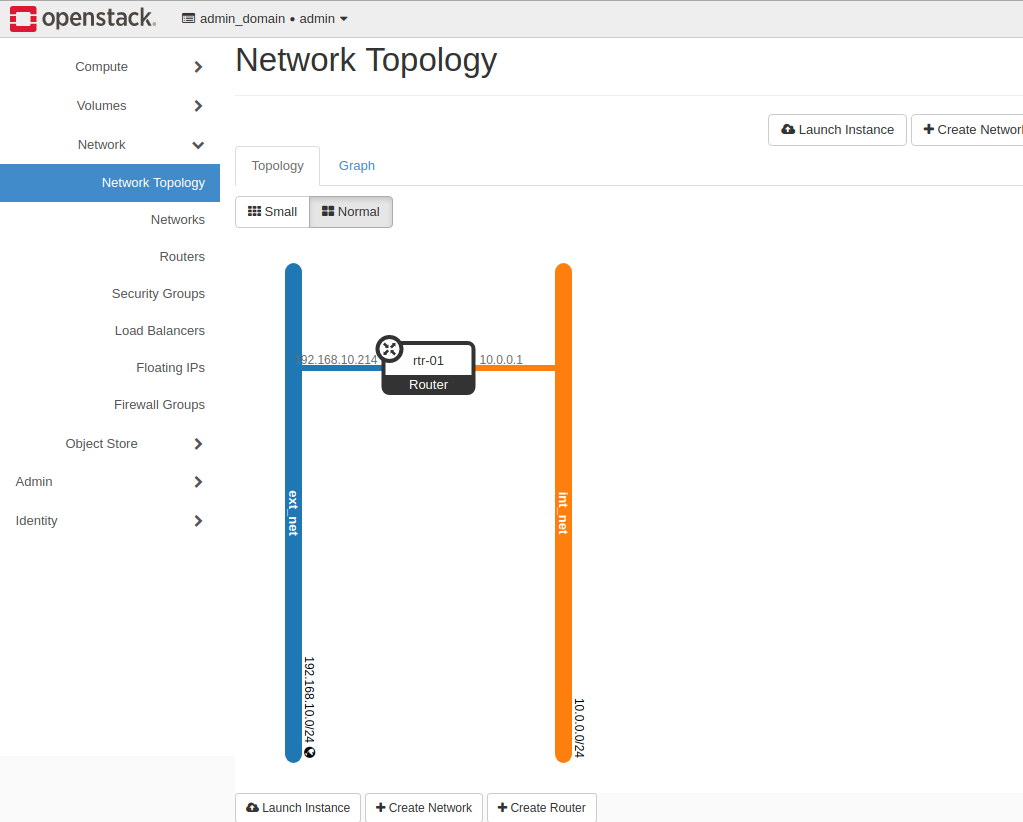 openstack. admin_domain • admin
Compute
Volumes
Network
Network Topology
Networks
Routers
Security Groups
Load Balancers
Floating IPs
Firewall Groups
Object Store
Admin
Identity
Network Topology
Launch Instance
Create Networ
Topology
Graph
Small
Normal
92.168.10.214
rtr-01
Router
10.0.0.1
ext_net
int_net
192.168.10.0/24
10.0.0.0/24
Launch Instance
Create Network
Create Router